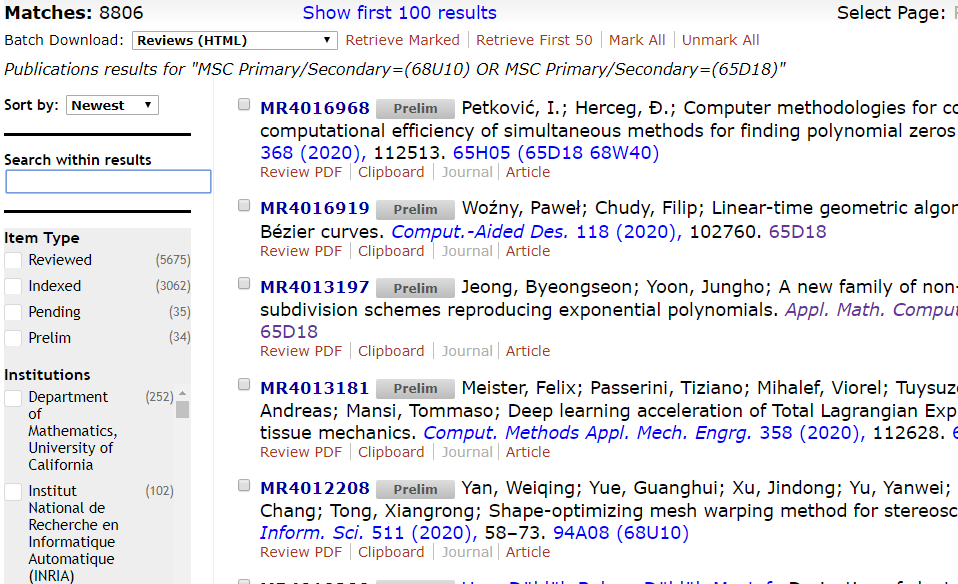 Matches: 8806 Show first 100 results Select Page:
Batch Download: Reviews (HTML) Retrieve Marked Retrieve First 50 Mark All Unmark All
Publications results for "MSC Primary/Secondary=(68U10) OR MSC Primary/Secondary=(65D18)"
Sort by: Newest
Search within results
Item Type
Reviewed (5675)
Indexed (3062)
Pending (35)
Prelim (34)
Institutions
Department (252)
of
Mathematics,
University of
California
Institut (102)
National de
Recherche en
Informatique
Automatique
(INRIA)
MR4016968 Prelim Petković, I.; Herceg, Đ.; Computer methodologies for
computational efficiency of simultaneous methods for finding polynomial zeros
368 (2020), 112513. 65H05 (65D18 68W40)
Review PDF Clipboard Journal Article
MR4016919 Prelim Woźny, Paweł; Chudy, Filip; Linear-time geometric
Bézier curves. Comput.-Aided Des. 118 (2020), 102760. 65D18
Review PDF Clipboard Journal Article
MR4013197 Prelim Jeong, Byeongseon; Yoon, Jungho; A new family of non-
subdivision schemes reproducing exponential polynomials. Appl. Math.
65D18
Review PDF Clipboard Journal Article
MR4013181 Prelim Meister, Felix; Passerini, Tiziano; Mihalef, Viorel;
Andreas; Mansi, Tommaso; Deep learning acceleration of Total Lagrangian
tissue mechanics. Comput. Methods Appl. Mech. Engrg. 358 (2020), 112628.
Review PDF Clipboard Journal Article
MR4012208 Prelim Yan, Weiqing; Yue, Guanghui; Xu, Jindong; Yu, Yanwei;
Chang; Tong, Xiangrong; Shape-optimizing mesh warping method for
Inform. Sci. 511 (2020), 58–73. 94A08 (68U10)
Review PDF Clipboard Journal Article